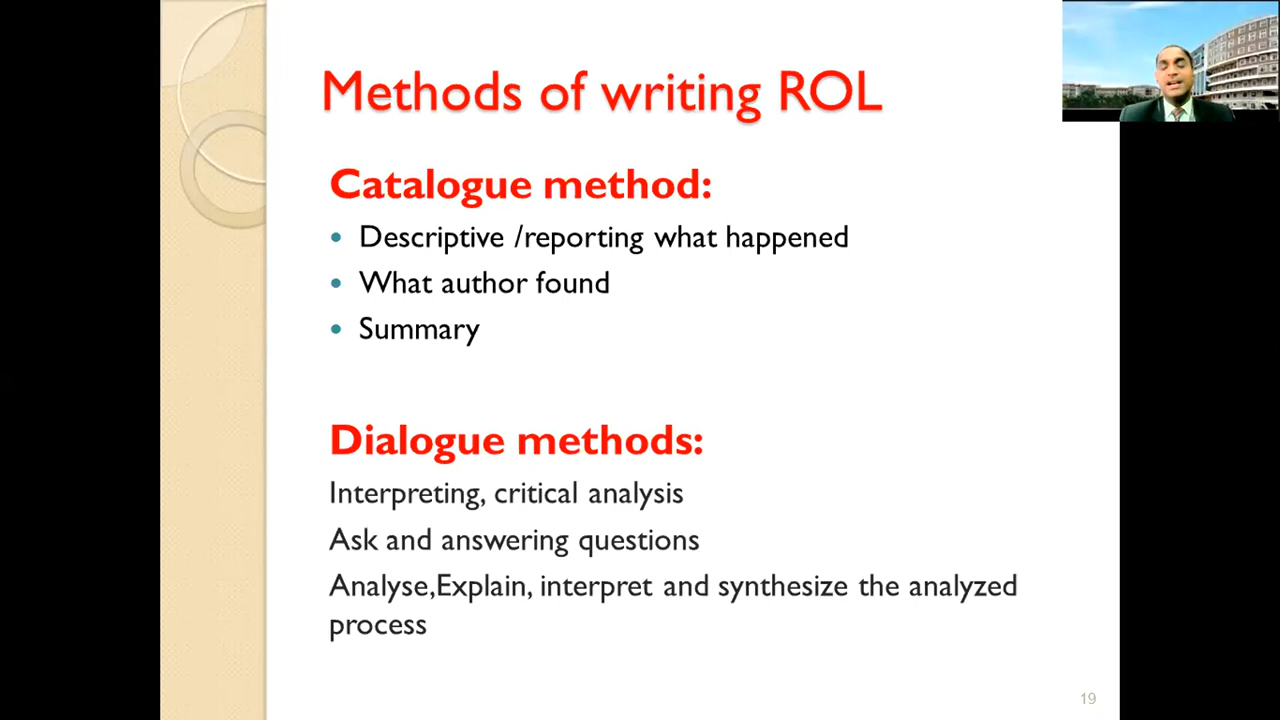 Methods of writing ROL
Catalogue method:
• Descriptive /reporting what happened
• What author found
• Summary
Dialogue methods:
Interpreting, critical analysis
Ask and answering questions
Analyse,Explain, interpret and synthesize the analyzed
process
19